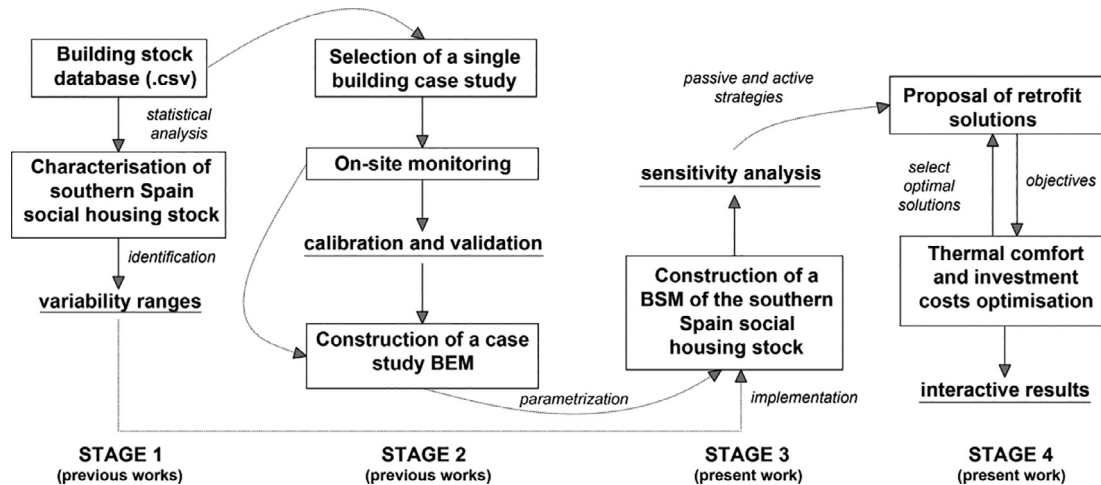 Building stock
database (.csv)
statistical
analysis
Characterisation of
southern Spain
social housing stock
identification
variability ranges
STAGE 1
(previous works)
Selection of a single
building case study
On-site monitoring
calibration and validation
Construction of a case
study BEM
parametrization
STAGE 2
(previous works)
passive and active
strategies
sensitivity analysis
Construction of a
BSM of the southern
Spain social
housing stock
implementation
STAGE 3
(present work)
Proposal of retrofit
solutions
select
optimal
solutions
objectives
Thermal comfort
and investment
costs optimisation
interactive results
STAGE 4
(present work)